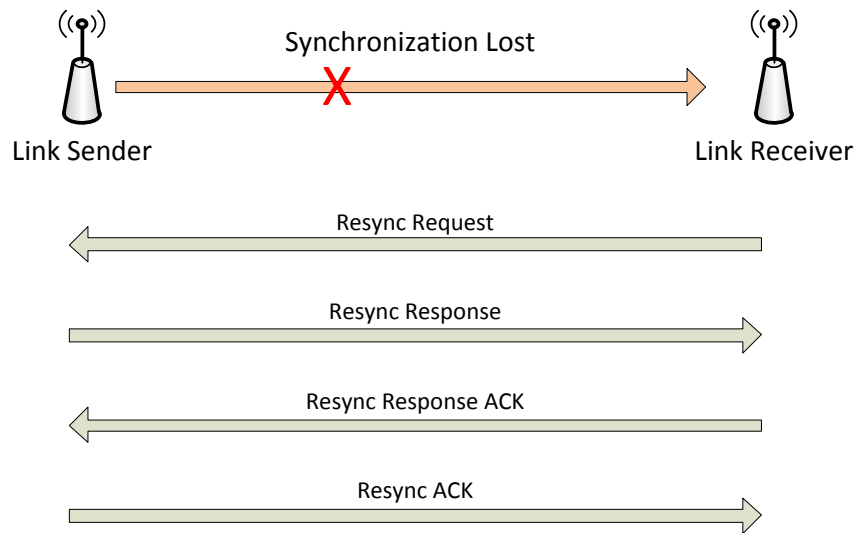 Synchronization Lost
Link Sender
Link Receiver
Resync Request
Resync Response
Resync Response ACK
Resync ACK